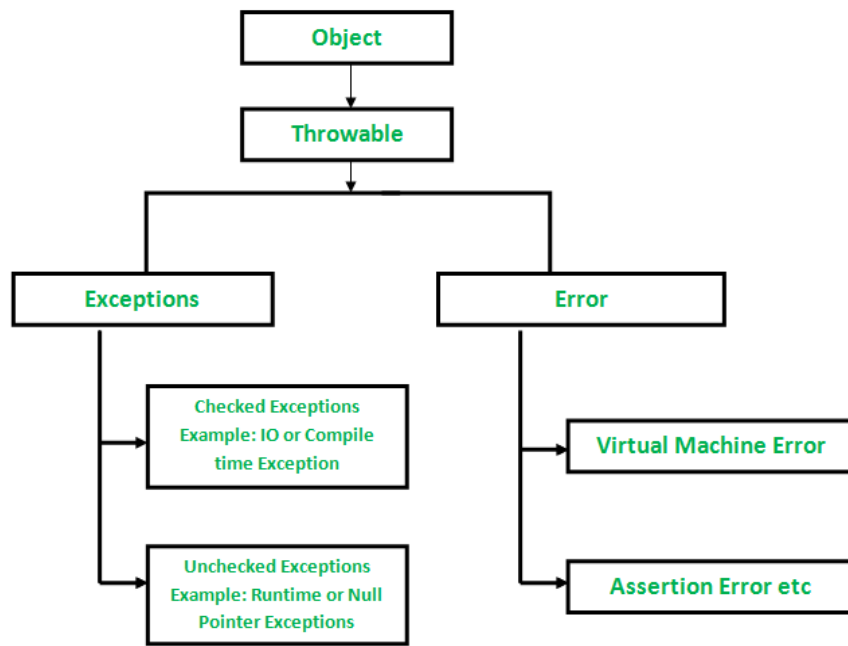 Object
Throwable
Exceptions
Error
Checked Exceptions
Example: IO or Compile
time Exception
Virtual Machine Error
Unchecked Exceptions
Example: Runtime or Null
Pointer Exceptions
Assertion Error etc